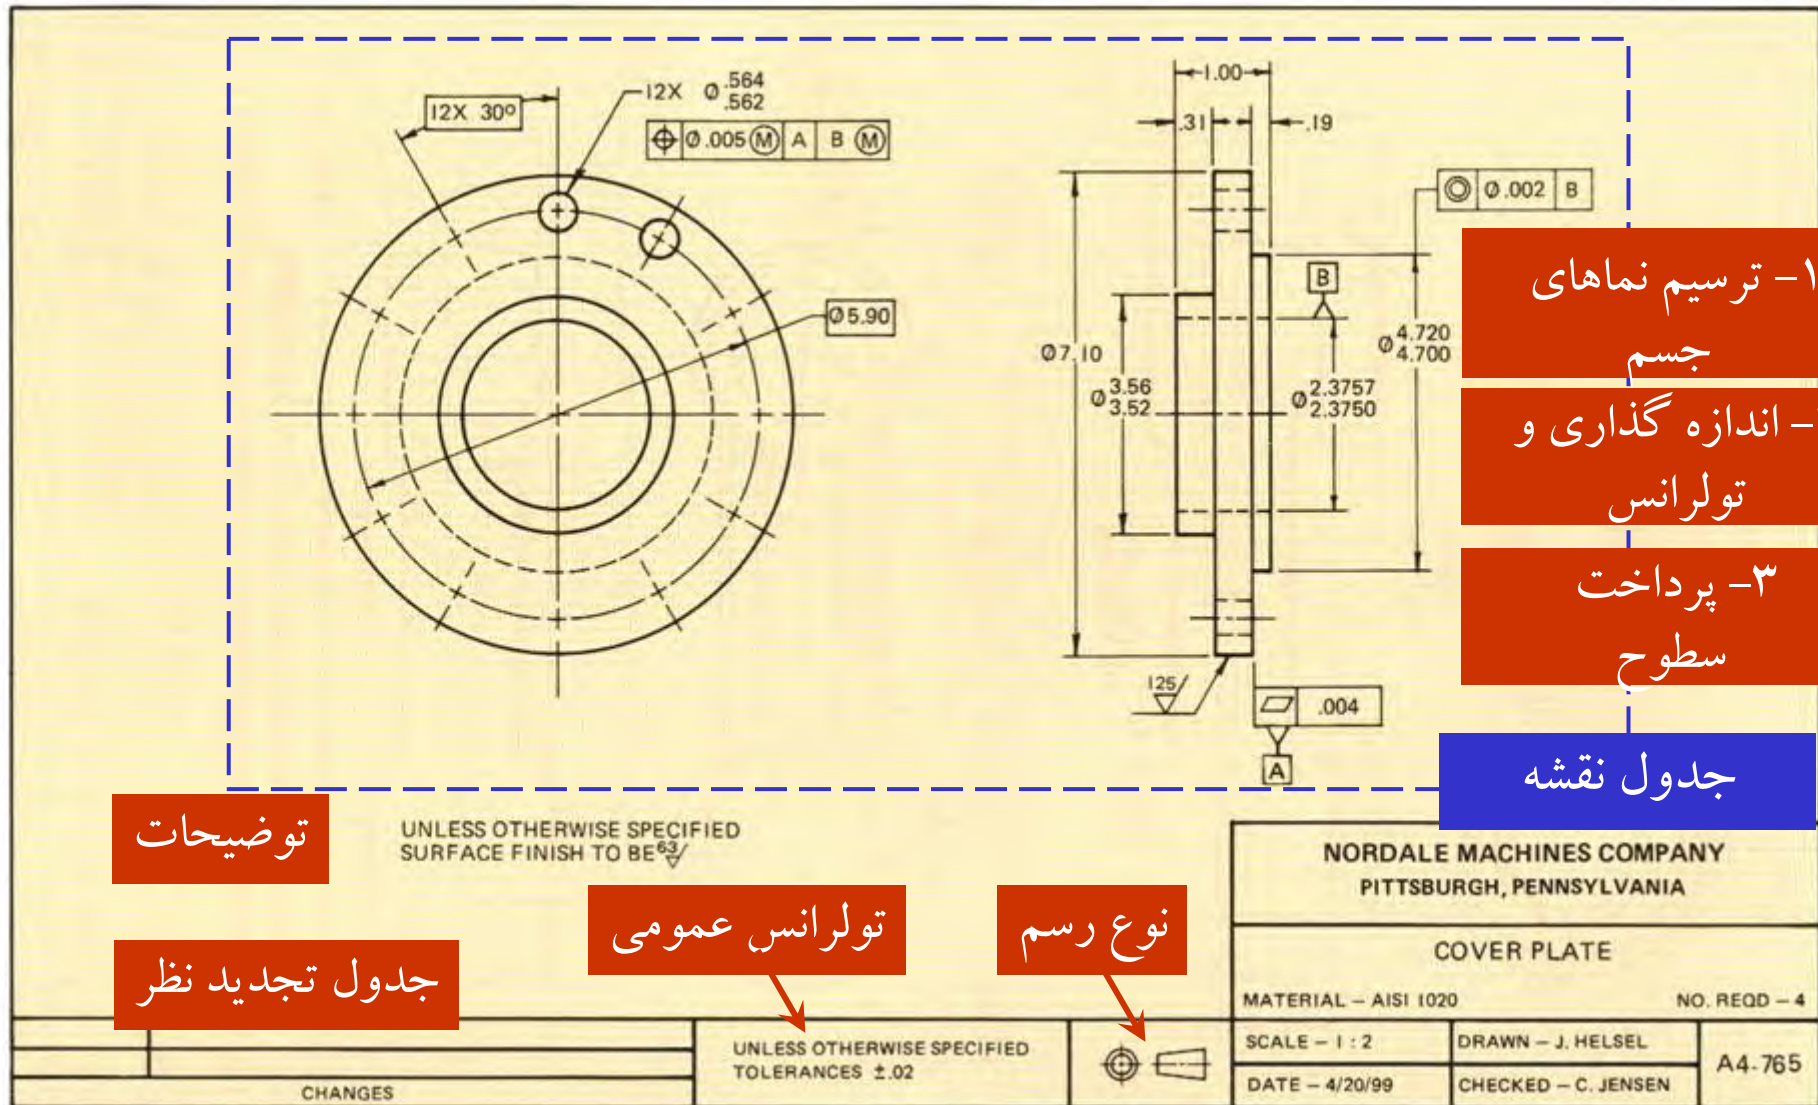 12X 30°
12X Ø .564
.562
⌖ Ø.005 Ⓜ A B Ⓜ
Ø5.90
1.00
.31
.19
◎ Ø.002 B
B
Ø7.10
Ø 3.56
3.52
Ø 2.3757
2.3750
Ø 4.720
4.700
125
⏥ .004
A
۱- ترسیم نماهای
جسم
- اندازه گذاری و
تولرانس
۳- پرداخت
سطوح
جدول نقشه
توضیحات
UNLESS OTHERWISE SPECIFIED
SURFACE FINISH TO BE 63
تولرانس عمومی
نوع رسم
جدول تجدید نظر
NORDALE MACHINES COMPANY
PITTSBURGH, PENNSYLVANIA
COVER PLATE
MATERIAL – AISI 1020 NO. REQD – 4
SCALE – 1 : 2 DRAWN – J. HELSEL
A4-765
DATE – 4/20/99 CHECKED – C. JENSEN
UNLESS OTHERWISE SPECIFIED
TOLERANCES ±.02
CHANGES